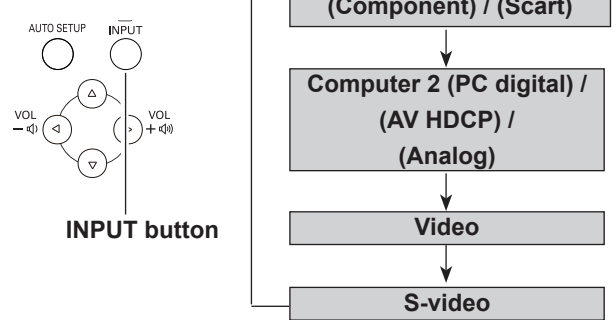 AUTO SETUP
INPUT
VOL
–
VOL
+
INPUT button
(Component) / (Scart)
Computer 2 (PC digital) /
(AV HDCP) /
(Analog)
Video
S-video